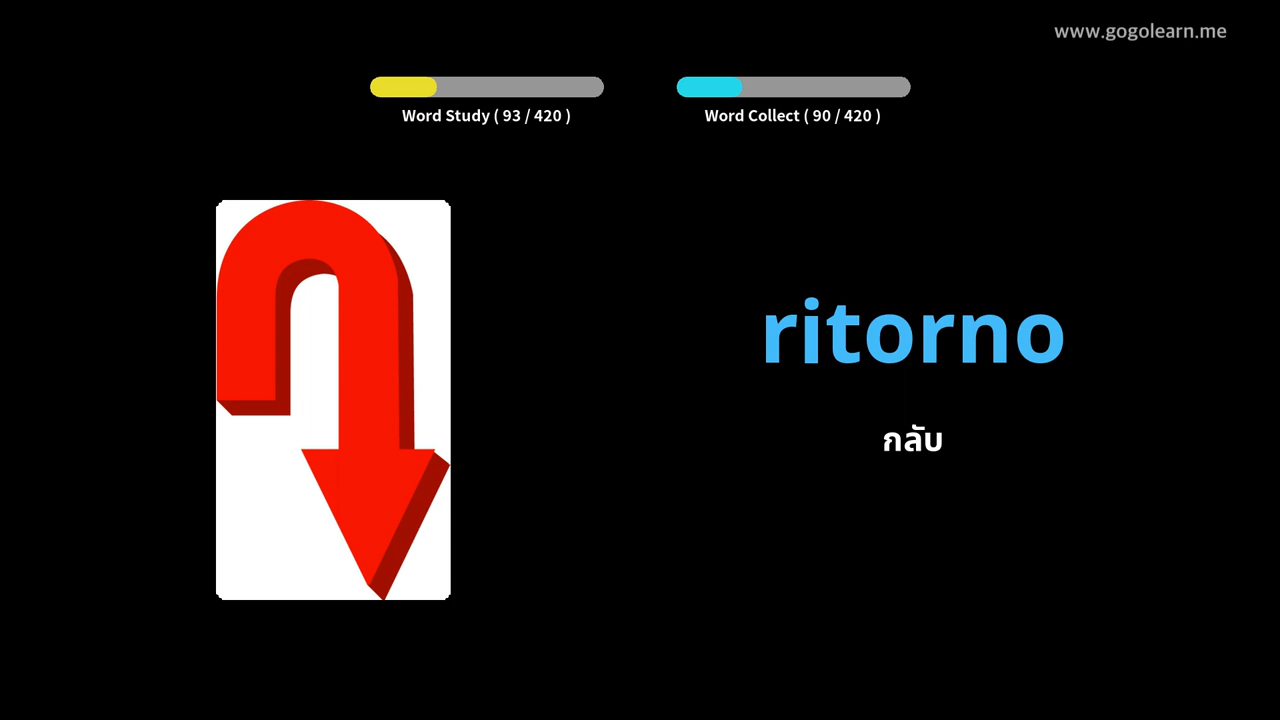 www.gogolearn.me
Word Study ( 93 / 420 )
Word Collect ( 90 / 420 )
ritorno
กลับ